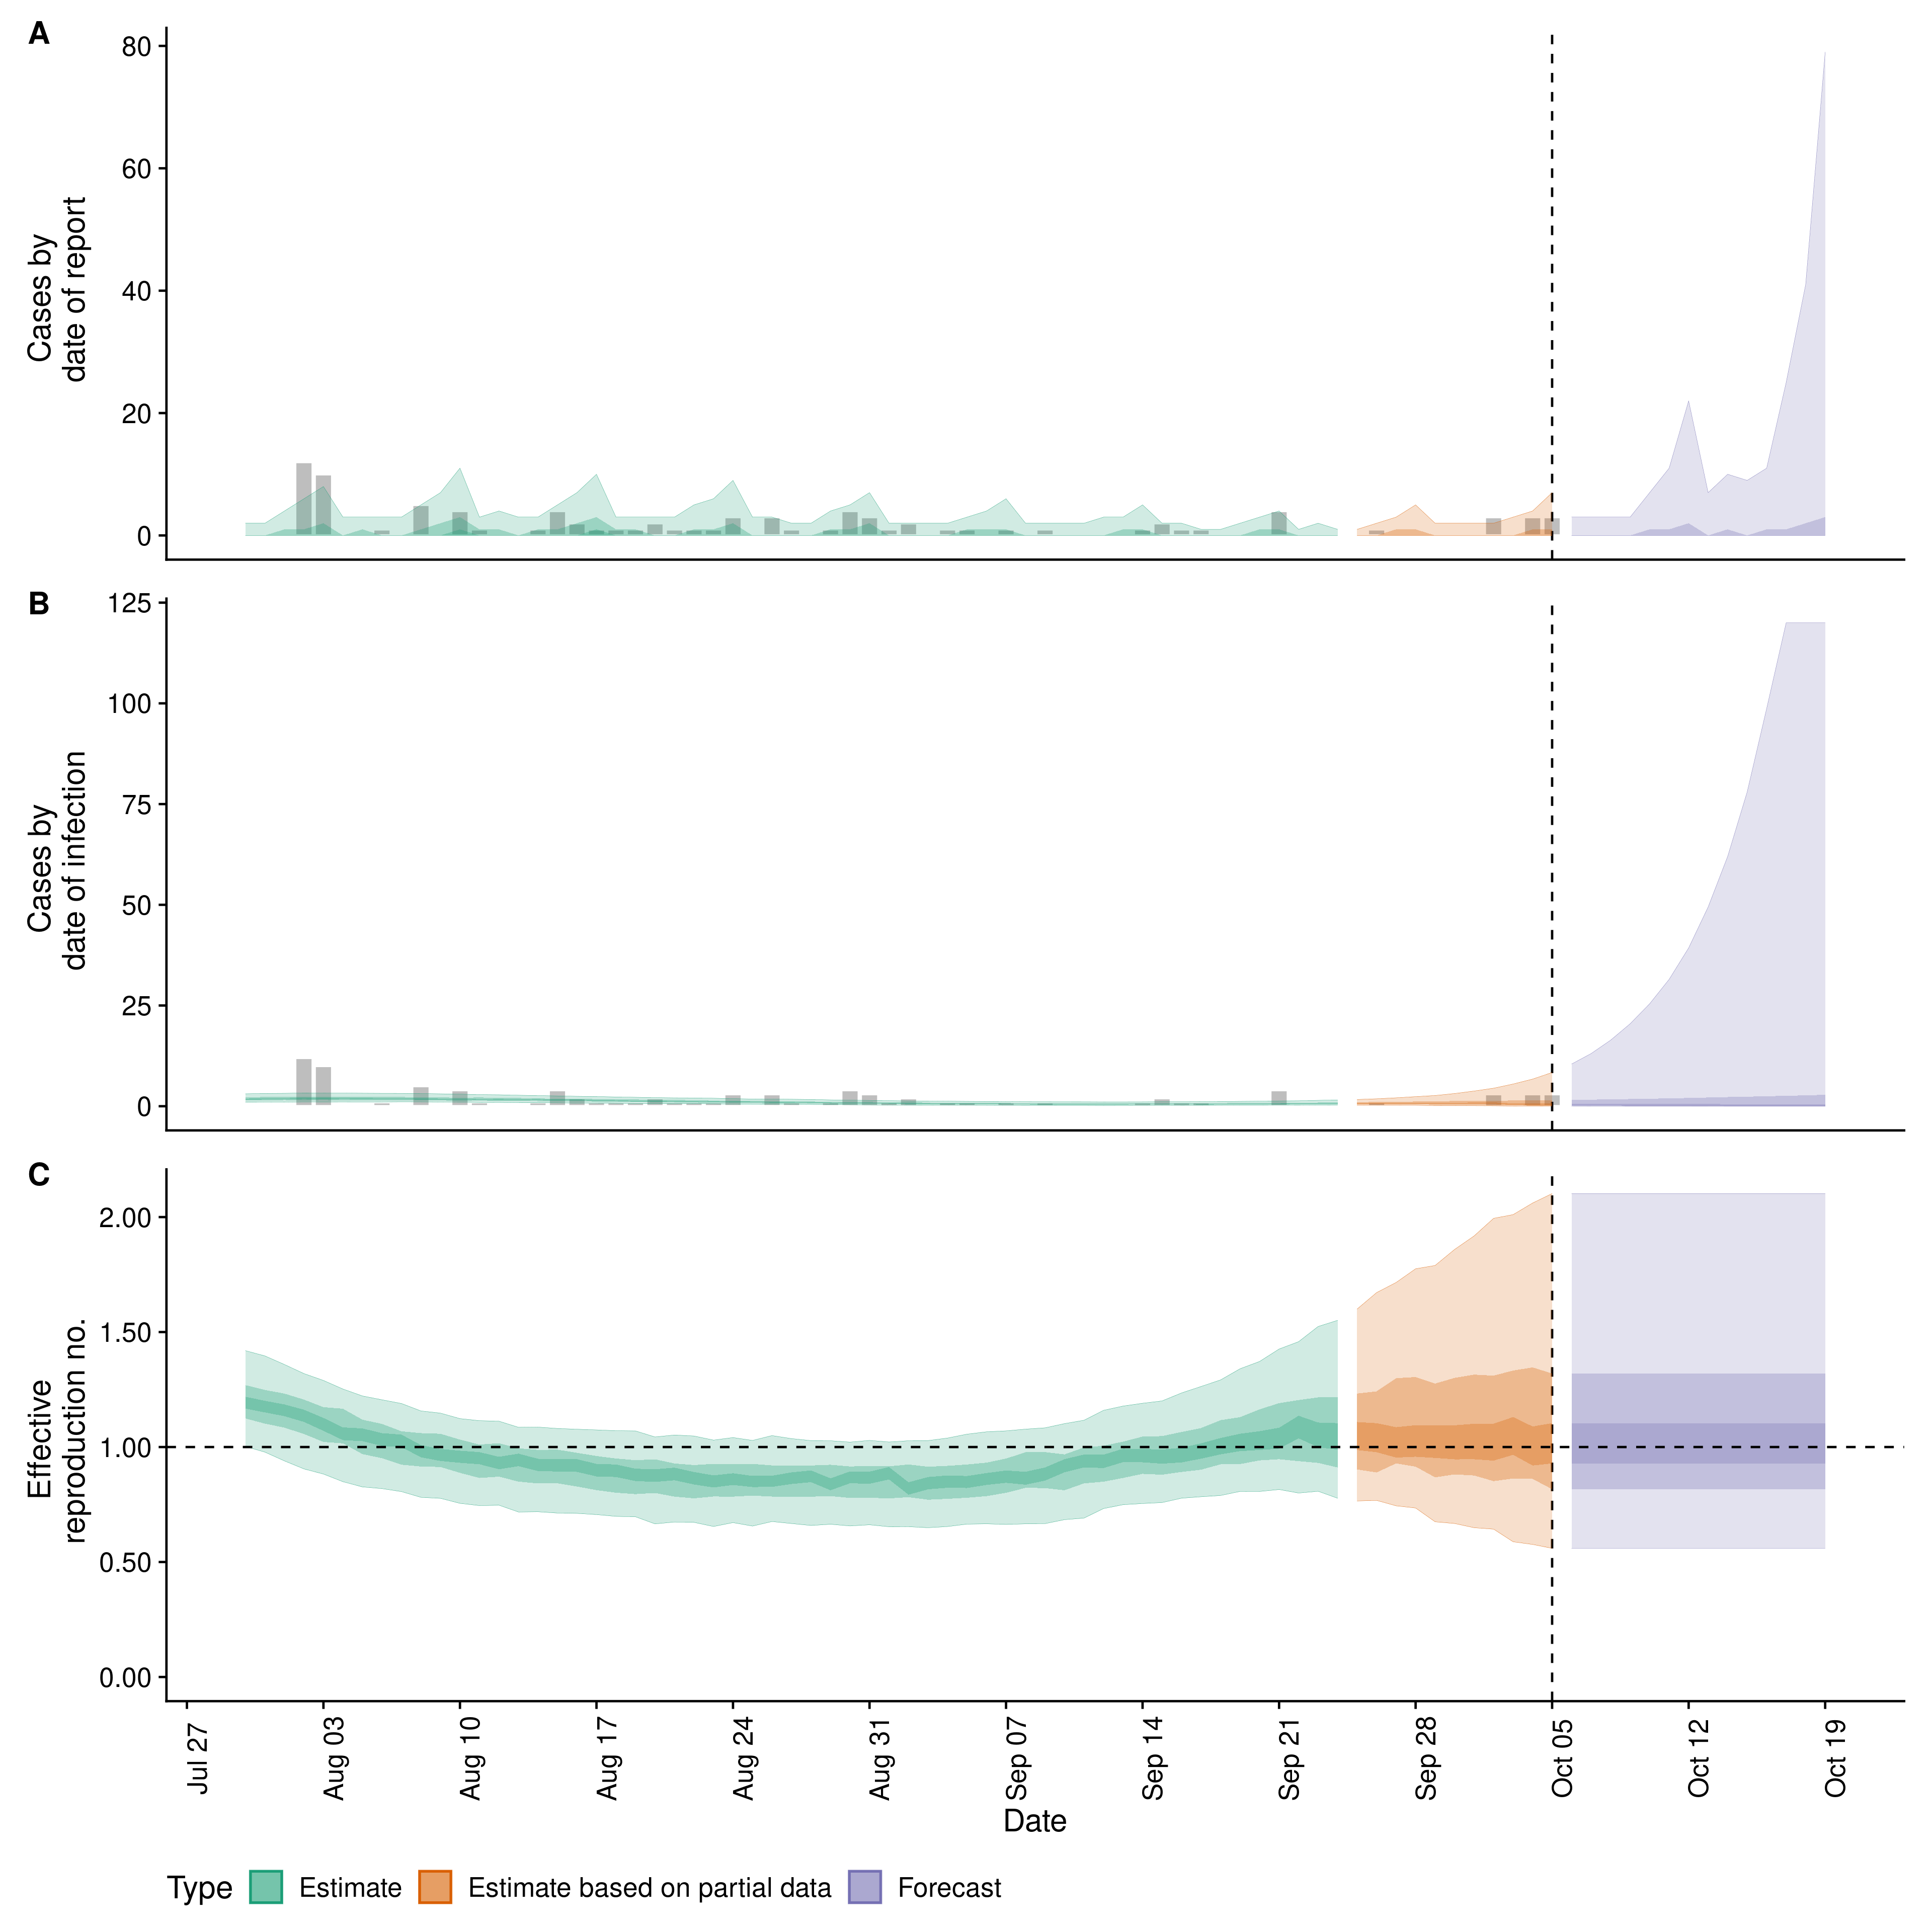 A
80
60
40
20
0
Cases by
date of report
B
125
100
75
50
25
0
Cases by
date of infection
C
2.00
1.50
1.00
0.50
0.00
Effective
reproduction no.
Jul 27
Aug 03
Aug 10
Aug 17
Aug 24
Aug 31
Sep 07
Sep 14
Sep 21
Sep 28
Oct 05
Oct 12
Oct 19
Date
Type Estimate Estimate based on partial data Forecast